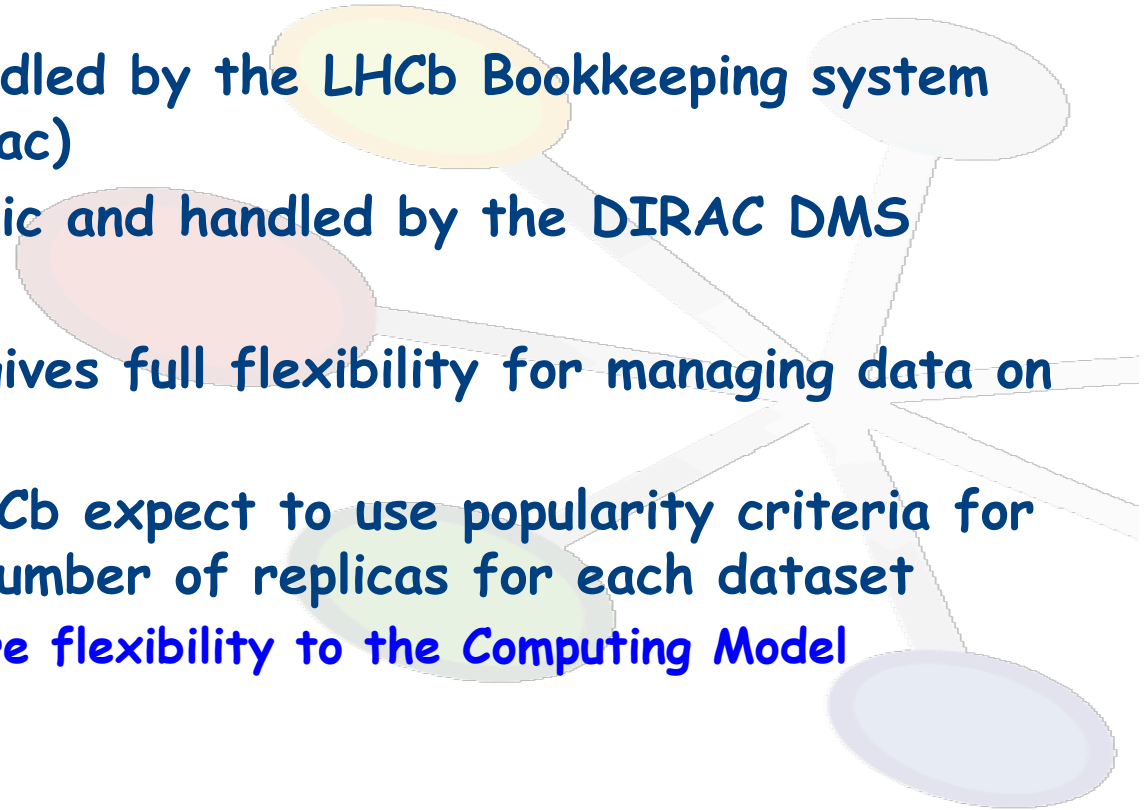 dled by the LHCb Bookkeeping system
ac)
ic and handled by the DIRAC DMS
ives full flexibility for managing data on
Cb expect to use popularity criteria for
umber of replicas for each dataset
re flexibility to the Computing Model